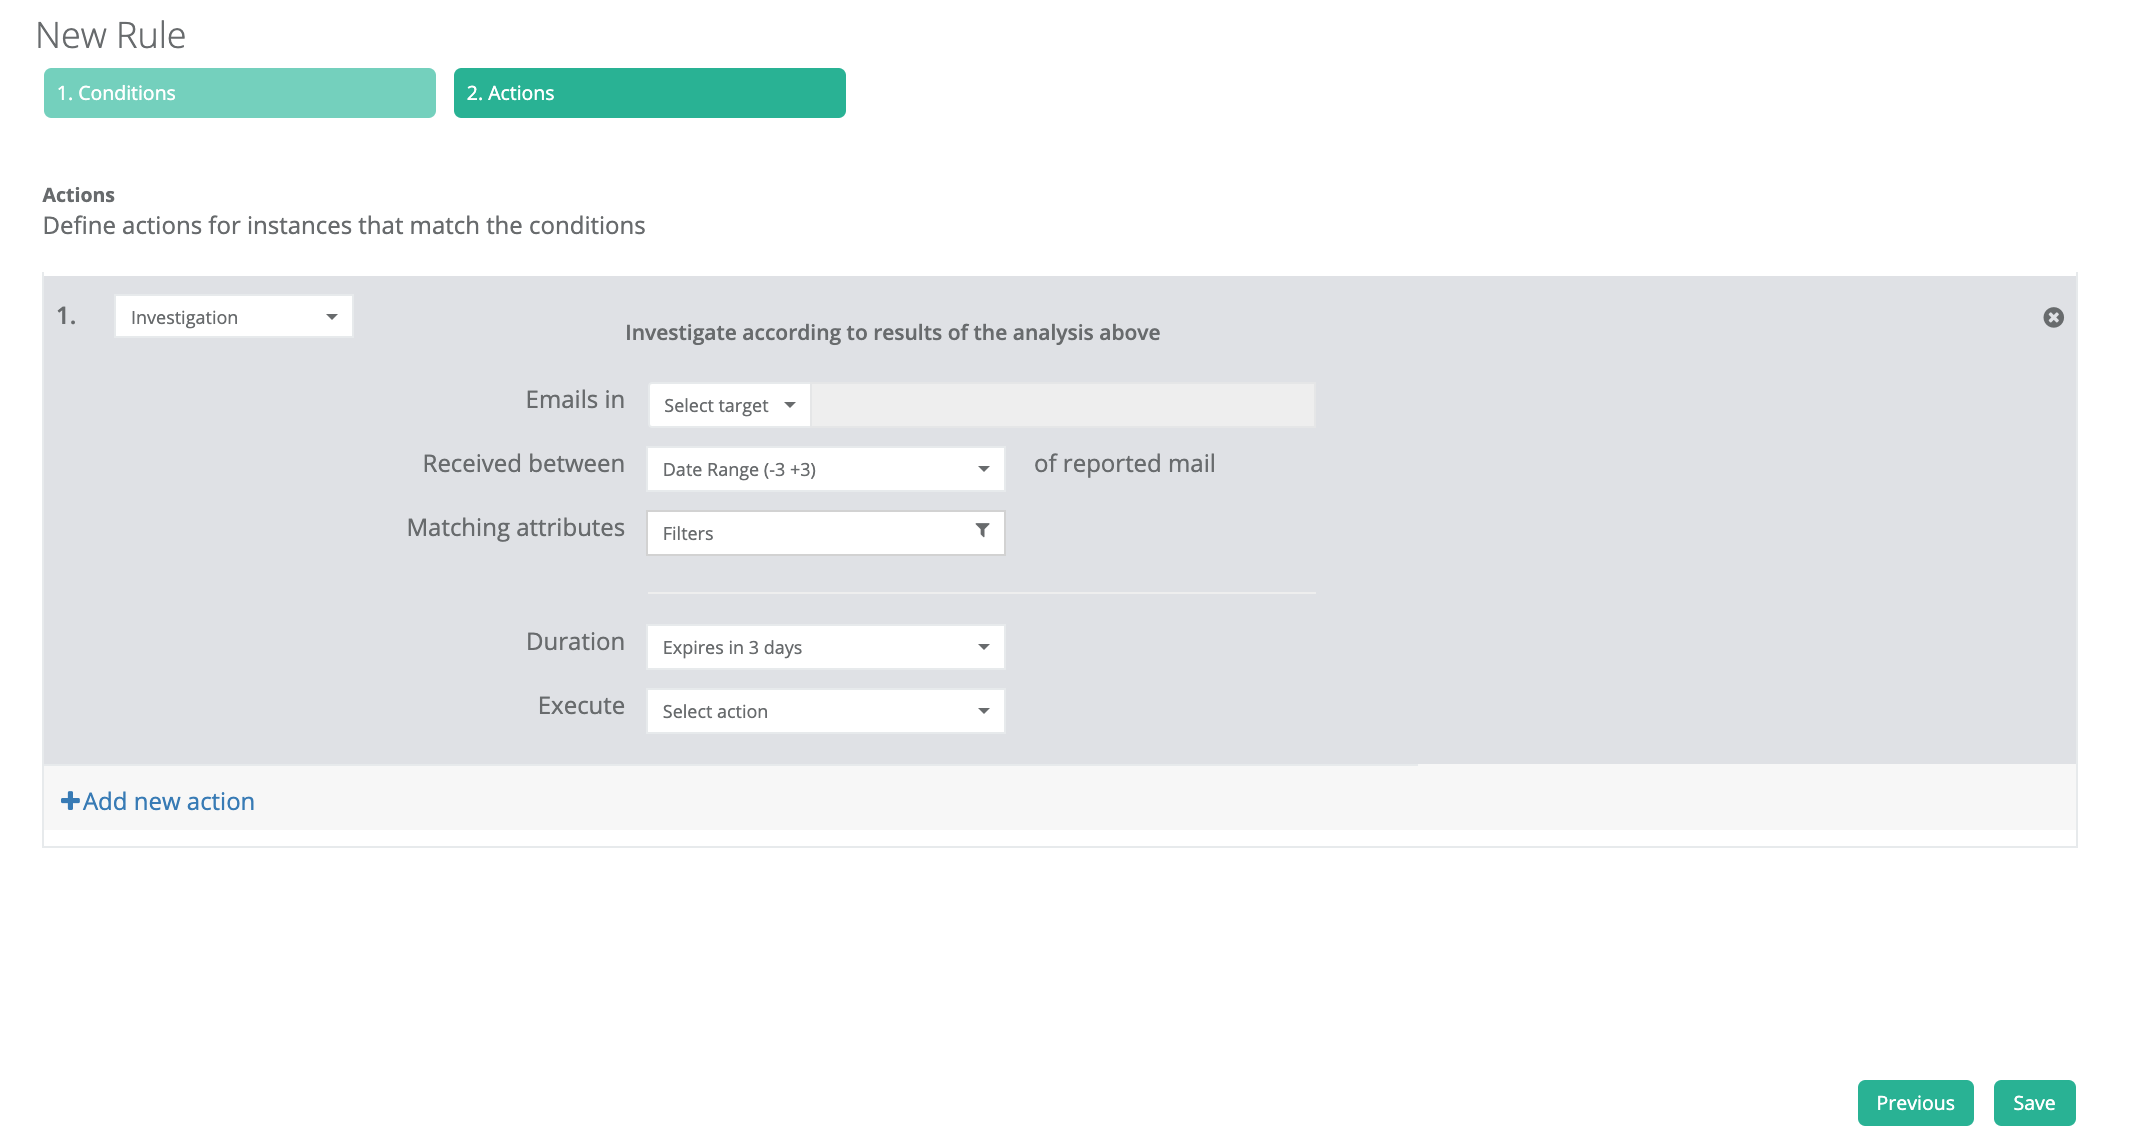 New Rule
1. Conditions
2. Actions
Actions
Define actions for instances that match the conditions
1.
Investigation
Investigate according to results of the analysis above
Emails in
Select target
Received between
Date Range (-3 +3)
of reported mail
Matching attributes
Filters
Duration
Expires in 3 days
Execute
Select action
Add new action
Previous
Save